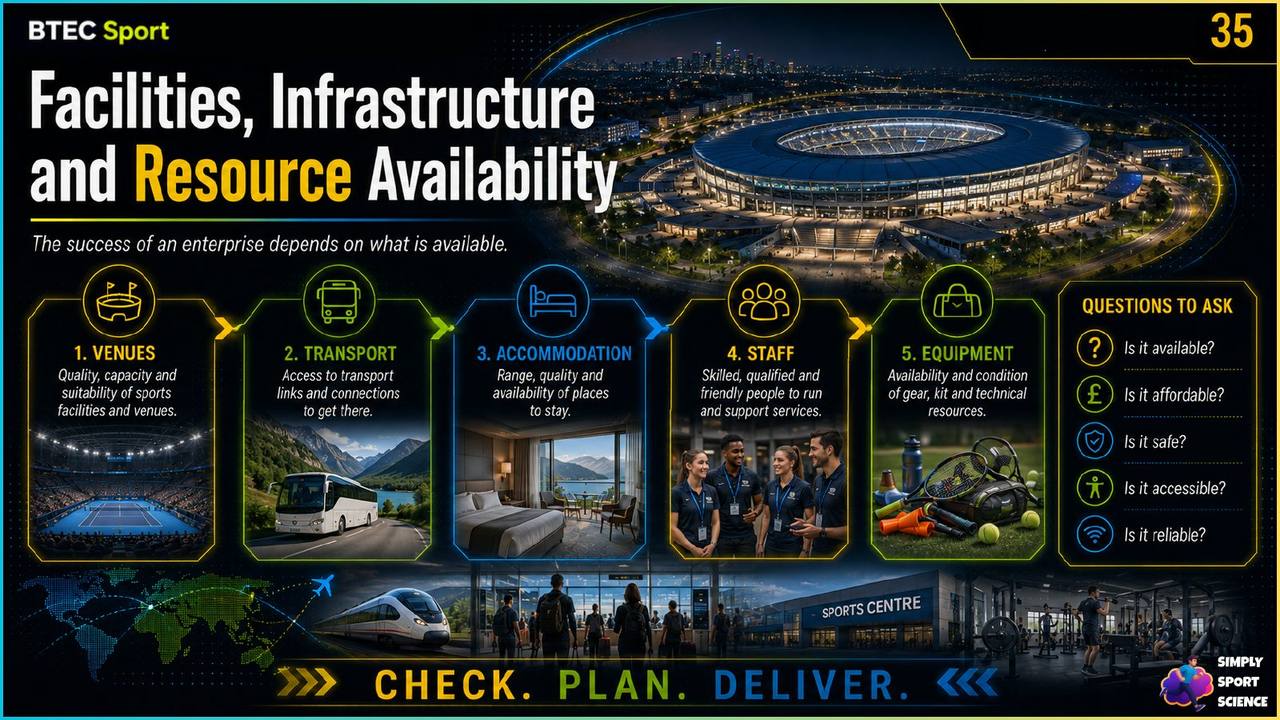 BTEC Sport
35
Facilities, Infrastructure
and Resource Availability
The success of an enterprise depends on what is available.
1. VENUES
Quality, capacity and
suitability of sports
facilities and venues.
2. TRANSPORT
Access to transport
links and connections
to get there.
3. ACCOMMODATION
Range, quality and
availability of places
to stay.
4. STAFF
Skilled, qualified and
friendly people to run
and support services.
5. EQUIPMENT
Availability and condition
of gear, kit and technical
resources.
QUESTIONS TO ASK
?
Is it available?
£
Is it affordable?
Is it safe?
Is it accessible?
Is it reliable?
SPORTS CENTRE
CHECK. PLAN. DELIVER.
SIMPLY
SPORT
SCIENCE